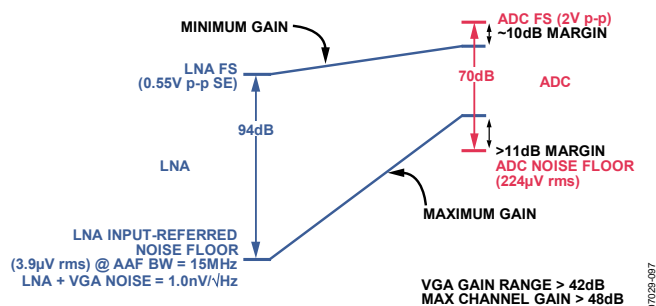 MINIMUM GAIN
ADC FS (2V p-p)
~10dB MARGIN
LNA FS
(0.55V p-p SE)
70dB
ADC
94dB
LNA
>11dB MARGIN
ADC NOISE FLOOR
(224µV rms)
MAXIMUM GAIN
LNA INPUT-REFERRED
NOISE FLOOR
(3.9µV rms) @ AAF BW = 15MHz
LNA + VGA NOISE = 1.0nV/√Hz
VGA GAIN RANGE > 42dB
MAX CHANNEL GAIN > 48dB
07029-097